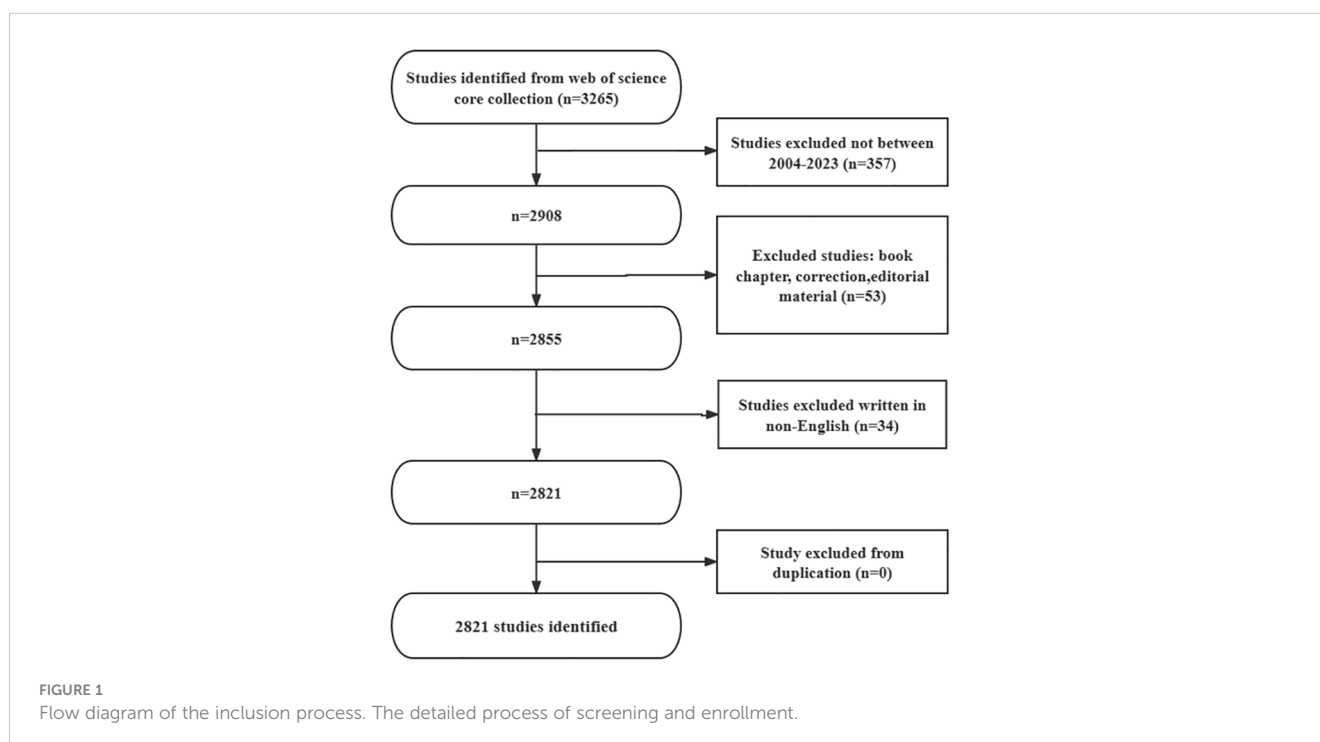 Studies identified from web of science
core collection (n=3265)
Studies excluded not between
2004-2023 (n=357)
n=2908
Excluded studies: book
chapter, correction,editorial
material (n=53)
n=2855
Studies excluded written in
non-English (n=34)
n=2821
Study excluded from
duplication (n=0)
2821 studies identified
FIGURE 1
Flow diagram of the inclusion process. The detailed process of screening and enrollment.